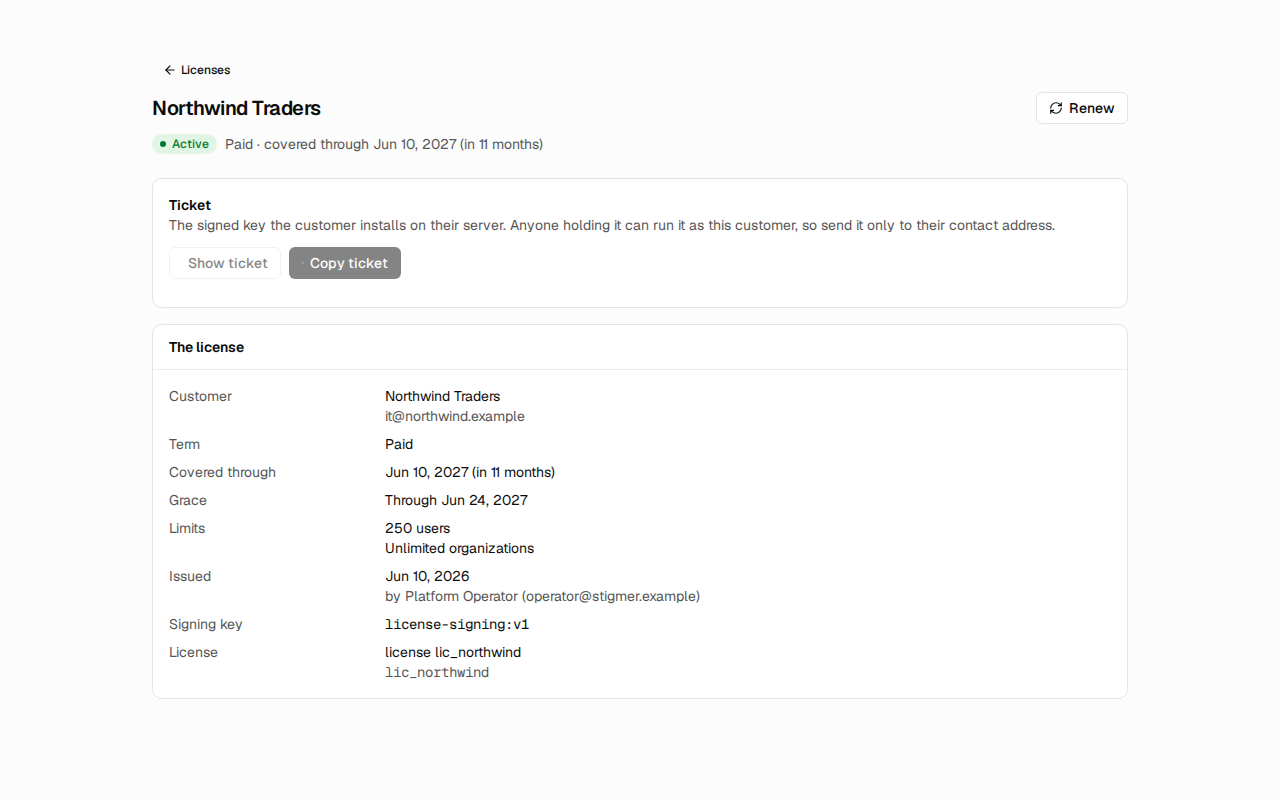 Licenses
Northwind Traders
Renew
Active
Paid · covered through Jun 10, 2027 (in 11 months)
Ticket
The signed key the customer installs on their server. Anyone holding it can run it as this customer, so send it only to their contact address.
Show ticket
Copy ticket
The license
Customer
Northwind Traders
it@northwind.example
Term
Paid
Covered through
Jun 10, 2027 (in 11 months)
Grace
Through Jun 24, 2027
Limits
250 users
Unlimited organizations
Issued
Jun 10, 2026
by Platform Operator (operator@stigmer.example)
Signing key
license-signing:v1
License
license lic_northwind
lic_northwind